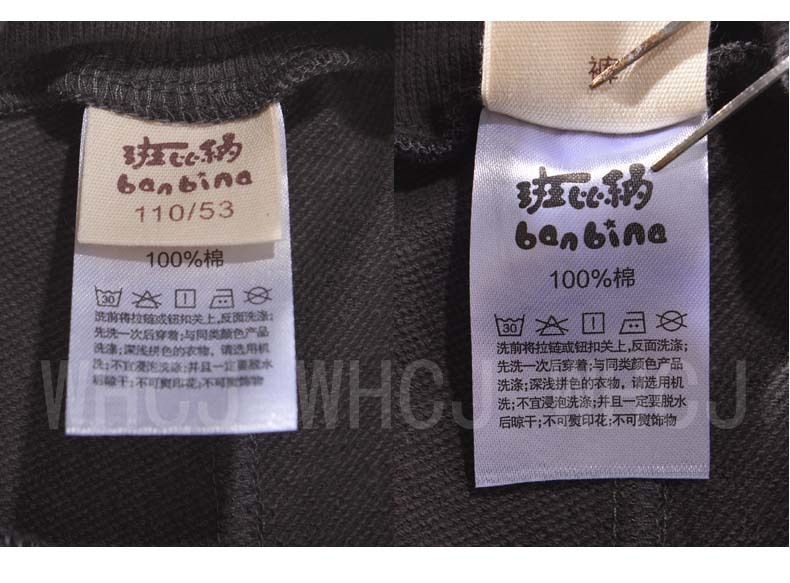 班比纳
banbina
110/53
100%棉
30
洗前将拉链或钮扣关上,反面洗涤;
先洗一次后穿着;与同类颜色产品
洗涤;深浅拼色的衣物,请选用机
洗;不宜浸泡洗涤;并且一定要脱水
后晾干;不可熨印花;不可熨饰物
裤
班比纳
banbina
100%棉
30
洗前将拉链或钮扣关上,反面洗涤;
先洗一次后穿着;与同类颜色产品
洗涤;深浅拼色的衣物,请选用机
洗;不宜浸泡洗涤;并且一定要脱水
后晾干;不可熨印花;不可熨饰物
WHCJ WHCJ WHCJ